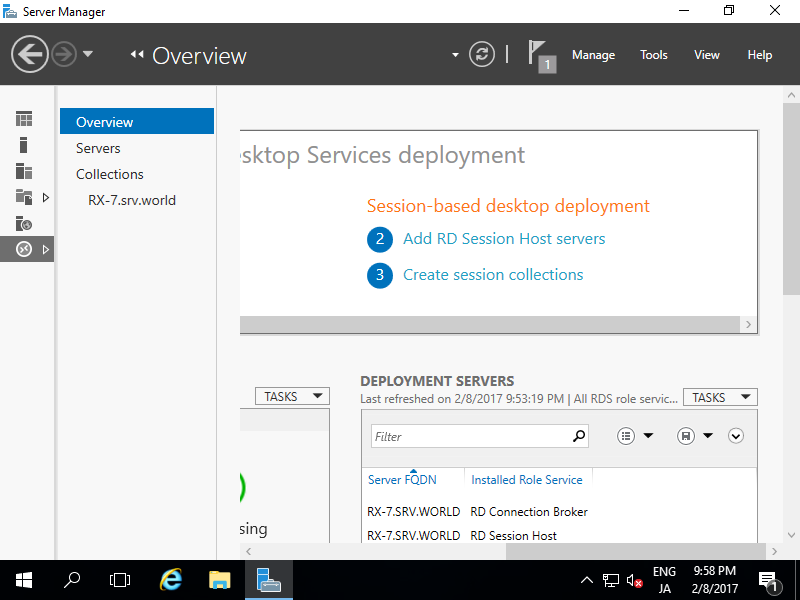 Server Manager
Overview
1
Manage
Tools
View
Help
Overview
Servers
Collections
RX-7.srv.world
sktop Services deployment
Session-based desktop deployment
2 Add RD Session Host servers
3 Create session collections
TASKS
DEPLOYMENT SERVERS
Last refreshed on 2/8/2017 9:53:19 PM | All RDS role servic...
TASKS
Filter
Server FQDN
Installed Role Service
RX-7.SRV.WORLD RD Connection Broker
RX-7.SRV.WORLD RD Session Host
sing
ENG
JA
9:58 PM
2/8/2017
1